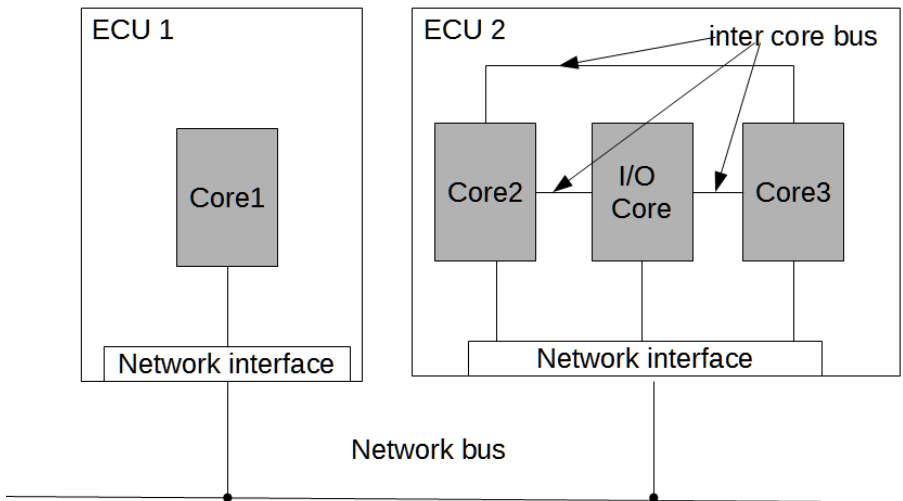 ECU 1
ECU 2
inter core bus
Core1
Core2
I/O
Core
Core3
Network interface
Network interface
Network bus